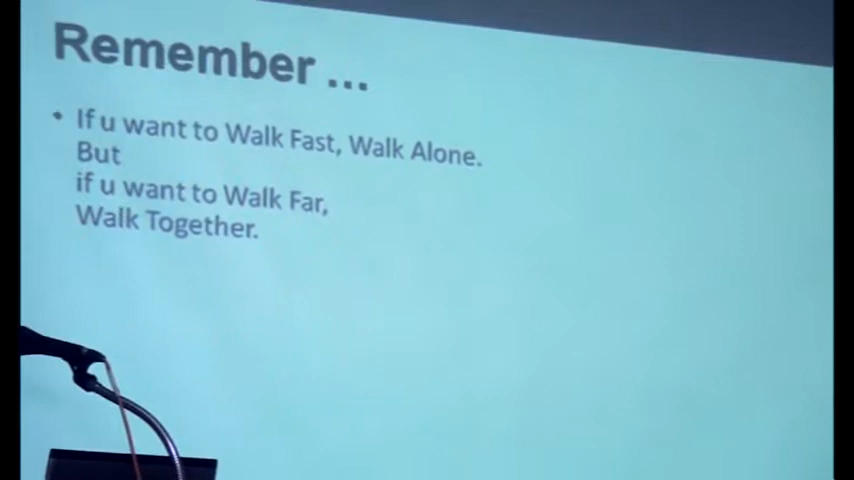 Remember ...
• If u want to Walk Fast, Walk Alone.
But
if u want to Walk Far,
Walk Together.